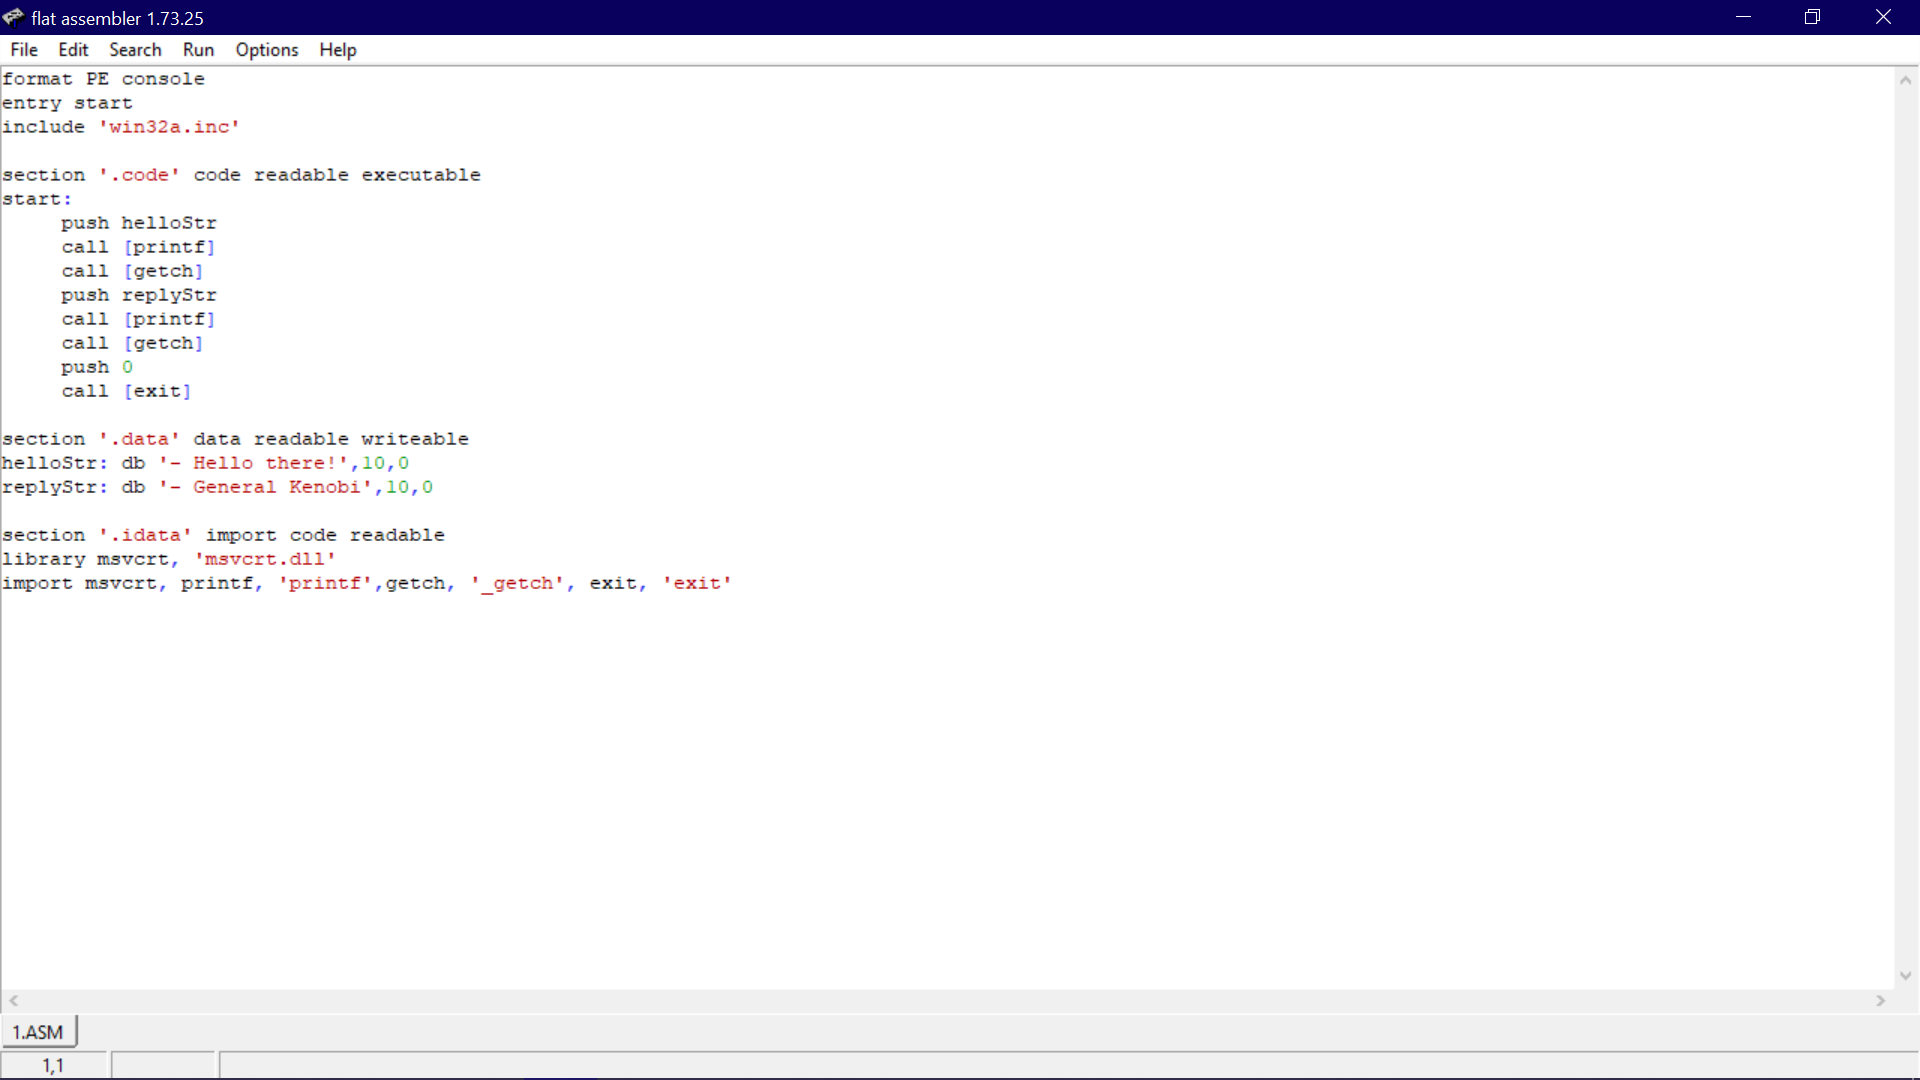 flat assembler 1.73.25
File Edit Search Run Options Help
format PE console
entry start
include 'win32a.inc'
section '.code' code readable executable
start:
push helloStr
call [printf]
call [getch]
push replyStr
call [printf]
call [getch]
push 0
call [exit]
section '.data' data readable writeable
helloStr: db '- Hello there!',10,0
replyStr: db '- General Kenobi',10,0
section '.idata' import code readable
library msvcrt, 'msvcrt.dll'
import msvcrt, printf, 'printf',getch, '_getch', exit, 'exit'
1.ASM
1,1